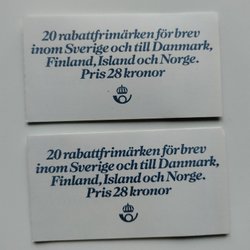 20 rabattfrimärken för brev
inom Sverige och till Danmark,
Finland, Island och Norge.
Pris 28 kronor
20 rabattfrimärken för brev
inom Sverige och till Danmark,
Finland, Island och Norge.
Pris 28 kronor